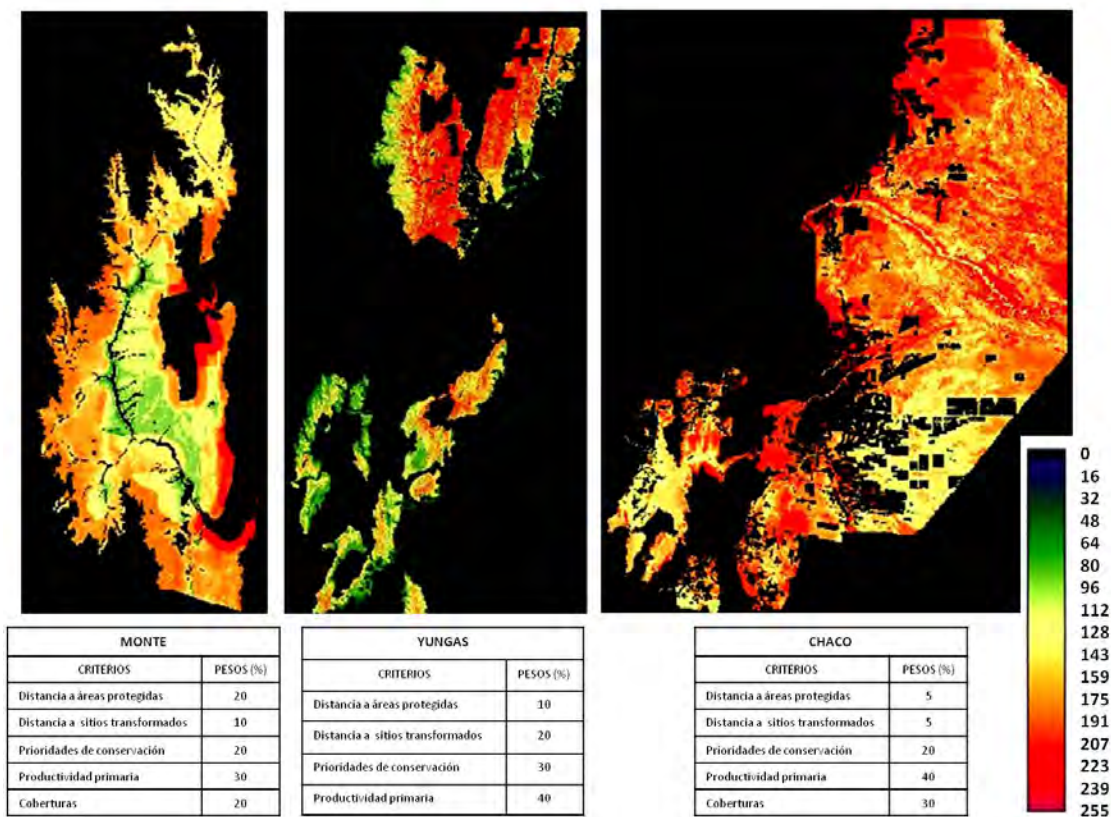 0
16
32
48
64
80
96
112
128
143
159
175
191
207
223
239
255
MONTE
CRITERIOS PESOS (%)
Distancia a áreas protegidas 20
Distancia a sitios transformados 10
Prioridades de conservación 20
Productividad primaria 30
Coberturas 20
YUNGAS
CRITERIOS PESOS (%)
Distancia a áreas protegidas 10
Distancia a sitios transformados 20
Prioridades de conservación 30
Productividad primaria 40
CHACO
CRITERIOS PESOS (%)
Distancia a áreas protegidas 5
Distancia a sitios transformados 5
Prioridades de conservación 20
Productividad primaria 40
Coberturas 30